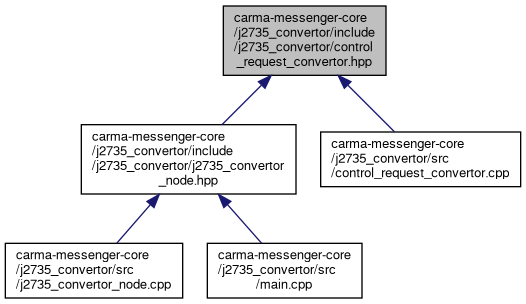 carma-messenger-core
/j2735_convertor/include
/j2735_convertor/control
_request_convertor.hpp
carma-messenger-core
/j2735_convertor/include
/j2735_convertor/j2735_convertor
_node.hpp
carma-messenger-core
/j2735_convertor/src
/control_request_convertor.cpp
carma-messenger-core
/j2735_convertor/src
/j2735_convertor_node.cpp
carma-messenger-core
/j2735_convertor/src
/main.cpp